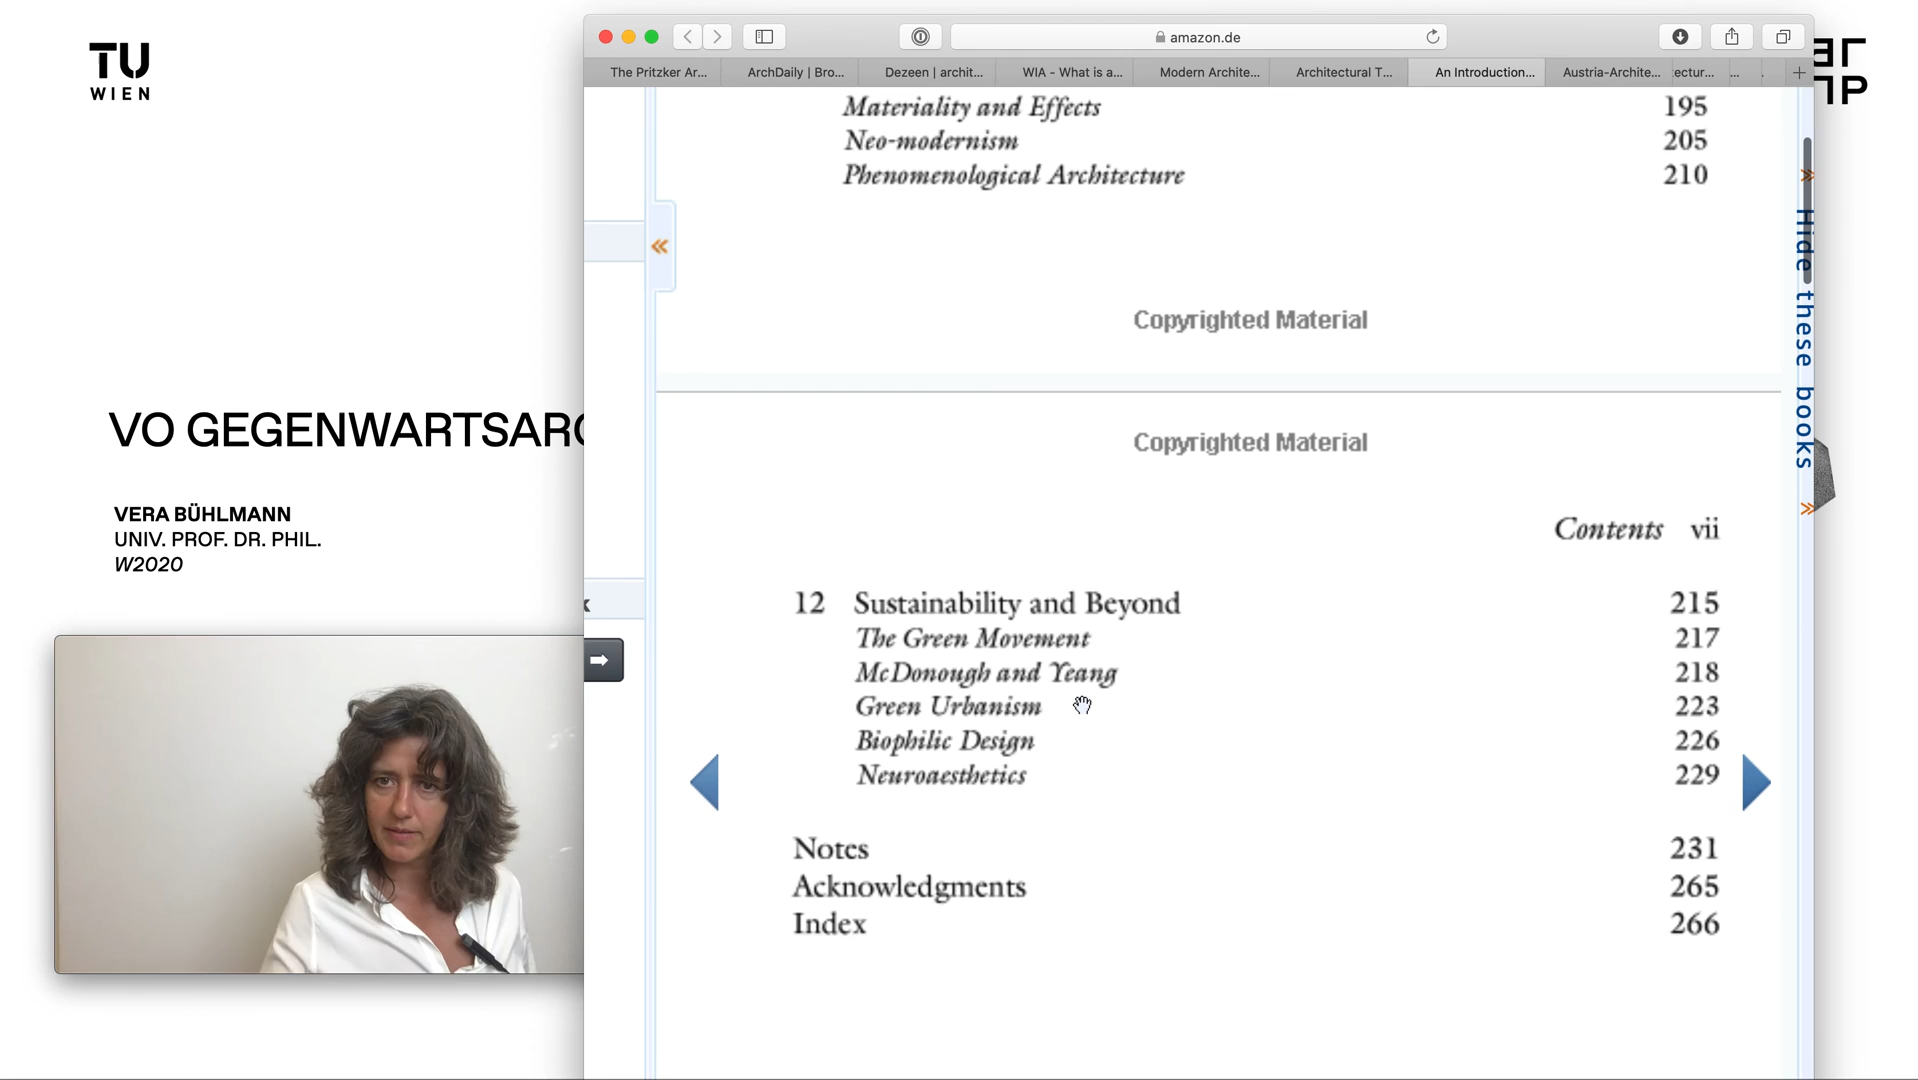 TU
WIEN
amazon.de
The Pritzker Ar...
ArchDaily | Bro...
Dezeen | archit...
WIA - What is a...
Modern Archite...
Architectural T...
An Introduction...
Austria-Archite...
ectur...
...
Materiality and Effects 195
Neo-modernism 205
Phenomenological Architecture 210
Copyrighted Material
Copyrighted Material
Contents vii
12 Sustainability and Beyond 215
The Green Movement 217
McDonough and Yeang 218
Green Urbanism 223
Biophilic Design 226
Neuroaesthetics 229
Notes 231
Acknowledgments 265
Index 266
Hide these books
VO GEGENWARTSARC
VERA BÜHLMANN
UNIV. PROF. DR. PHIL.
W2020